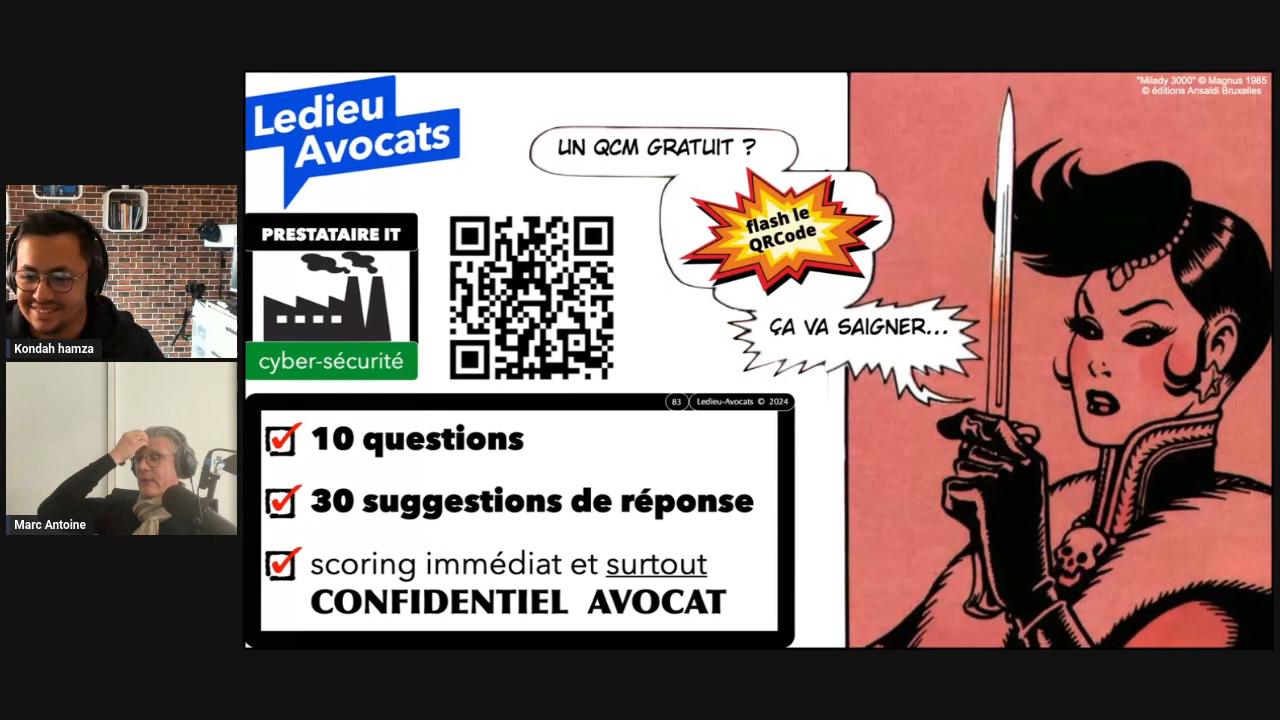 Ledieu
Avocats
"Milady 3000" © Magnus 1985
© éditions Ansaldi Bruxelles
UN QCM GRATUIT ?
flash le
QRCode
ÇA VA SAIGNER...
PRESTATAIRE IT
cyber-sécurité
Kondah hamza
Marc Antoine
83 Ledieu-Avocats © 2024
10 questions
30 suggestions de réponse
scoring immédiat et surtout
CONFIDENTIEL AVOCAT